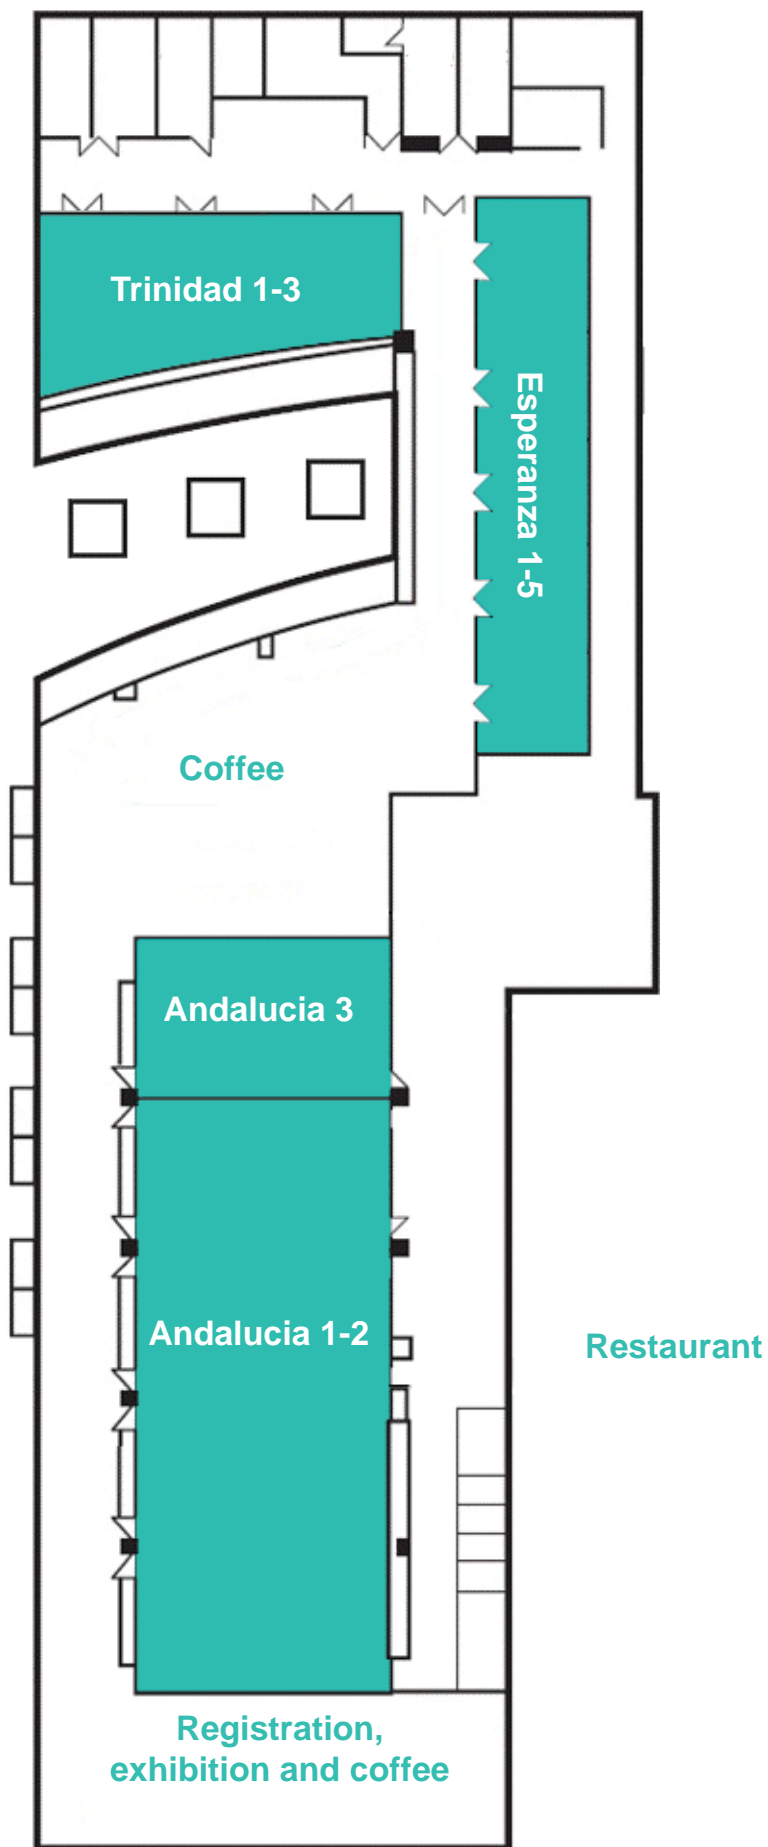 Trinidad 1-3
Esperanza 1-5
Coffee
Andalucia 3
Andalucia 1-2
Restaurant
Registration,
exhibition and coffee